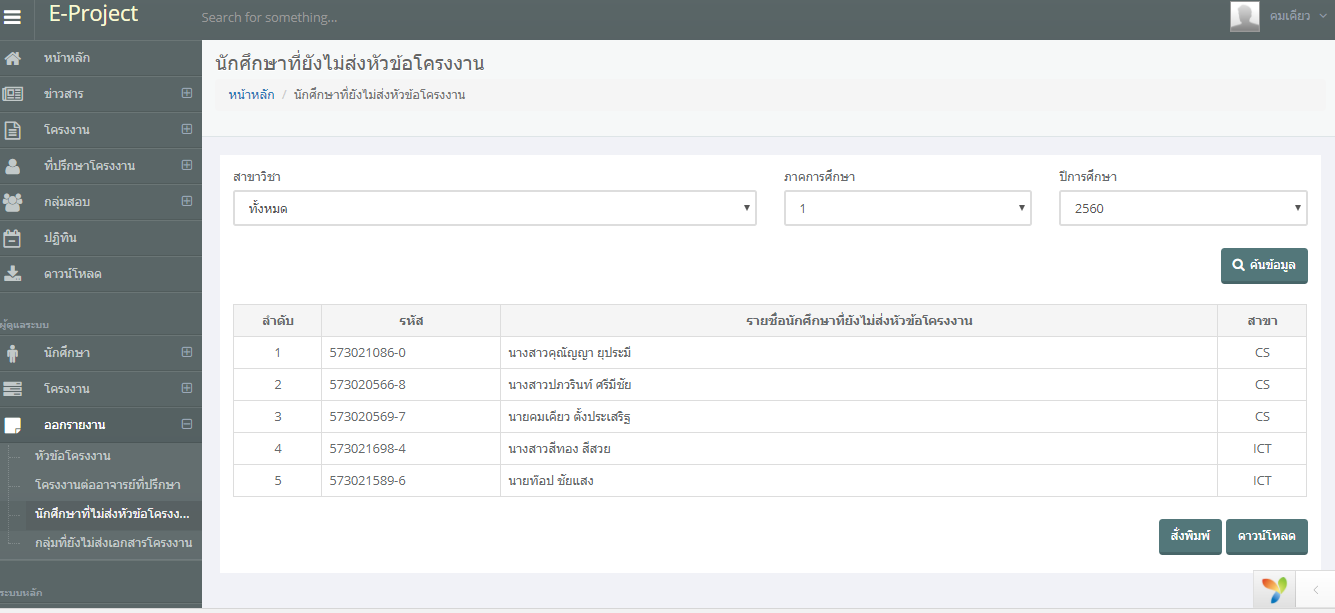 E-Project
Search for something...
คมเคียว
หน้าหลัก
ข่าวสาร
โครงงาน
ที่ปรึกษาโครงงาน
กลุ่มสอบ
ปฏิทิน
ดาวน์โหลด
ผู้ดูแลระบบ
นักศึกษา
โครงงาน
ออกรายงาน
หัวข้อโครงงาน
โครงงานต่ออาจารย์ที่ปรึกษา
นักศึกษาที่ไม่ส่งหัวข้อโครงง...
กลุ่มที่ยังไม่ส่งเอกสารโครงงาน
ระบบหลัก
นักศึกษาที่ยังไม่ส่งหัวข้อโครงงาน
หน้าหลัก / นักศึกษาที่ยังไม่ส่งหัวข้อโครงงาน
สาขาวิชา ภาคการศึกษา ปีการศึกษา
ทั้งหมด 1 2560
ค้นข้อมูล
ลำดับ รหัส รายชื่อนักศึกษาที่ยังไม่ส่งหัวข้อโครงงาน สาขา
1 573021086-0 นางสาวคุณัญญา ยุประมี CS
2 573020566-8 นางสาวปภวรินท์ ศรีมีชัย CS
3 573020569-7 นายคมเคียว ตั้งประเสริฐ CS
4 573021698-4 นางสาวสีทอง สีสวย ICT
5 573021589-6 นายท๊อป ชัยแสง ICT
สั่งพิมพ์ ดาวน์โหลด